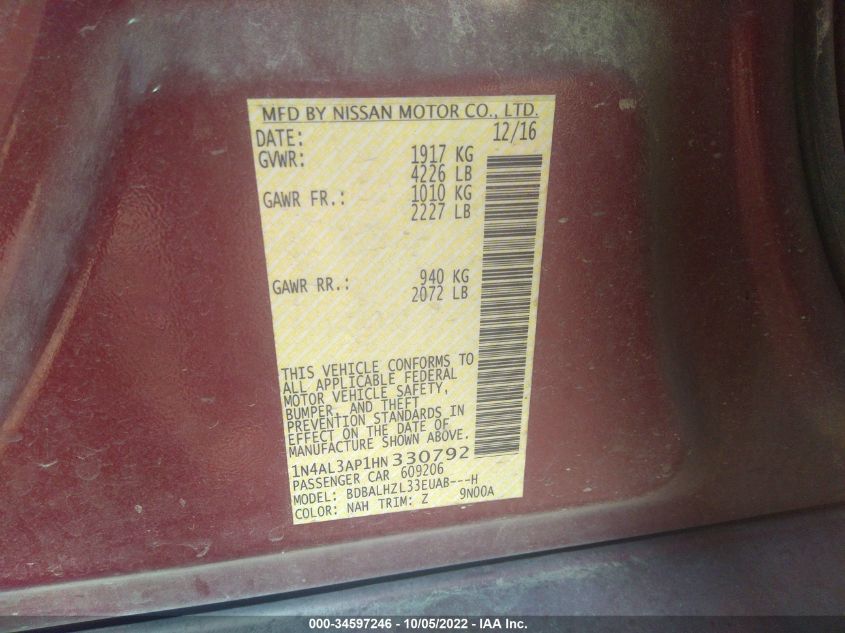 MFD BY NISSAN MOTOR CO., LTD.
DATE: 12/16
GVWR: 1917 KG
4226 LB
GAWR FR.: 1010 KG
2227 LB
GAWR RR.: 940 KG
2072 LB
THIS VEHICLE CONFORMS TO
ALL APPLICABLE FEDERAL
MOTOR VEHICLE SAFETY,
BUMPER, AND THEFT
PREVENTION STANDARDS IN
EFFECT ON THE DATE OF
MANUFACTURE SHOWN ABOVE.
1N4AL3AP1HN 330792
PASSENGER CAR 609206
MODEL: BDBALHZL33EUAB---H
COLOR: NAH TRIM: Z 9N00A
000-34597246 - 10/05/2022 - IAA Inc.